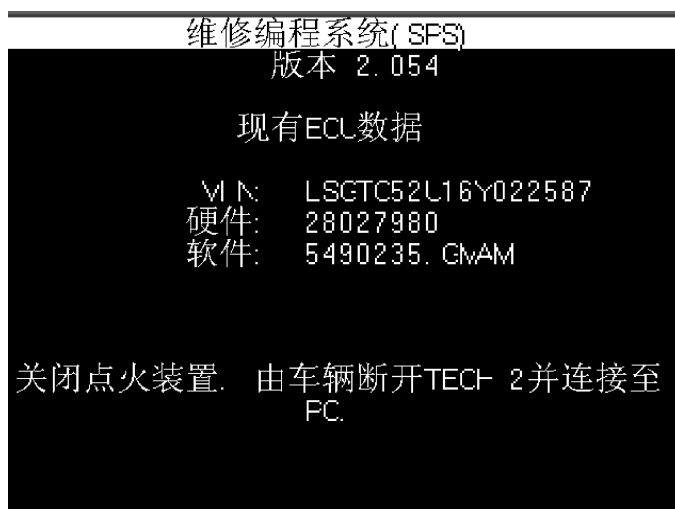 维修编程系统(SPS)
版本 2.054
现有ECU数据
VIN: LSGTC52U16Y022587
硬件: 28027980
软件: 5490235.GMAM
关闭点火装置. 由车辆断开TECH 2并连接至
PC.